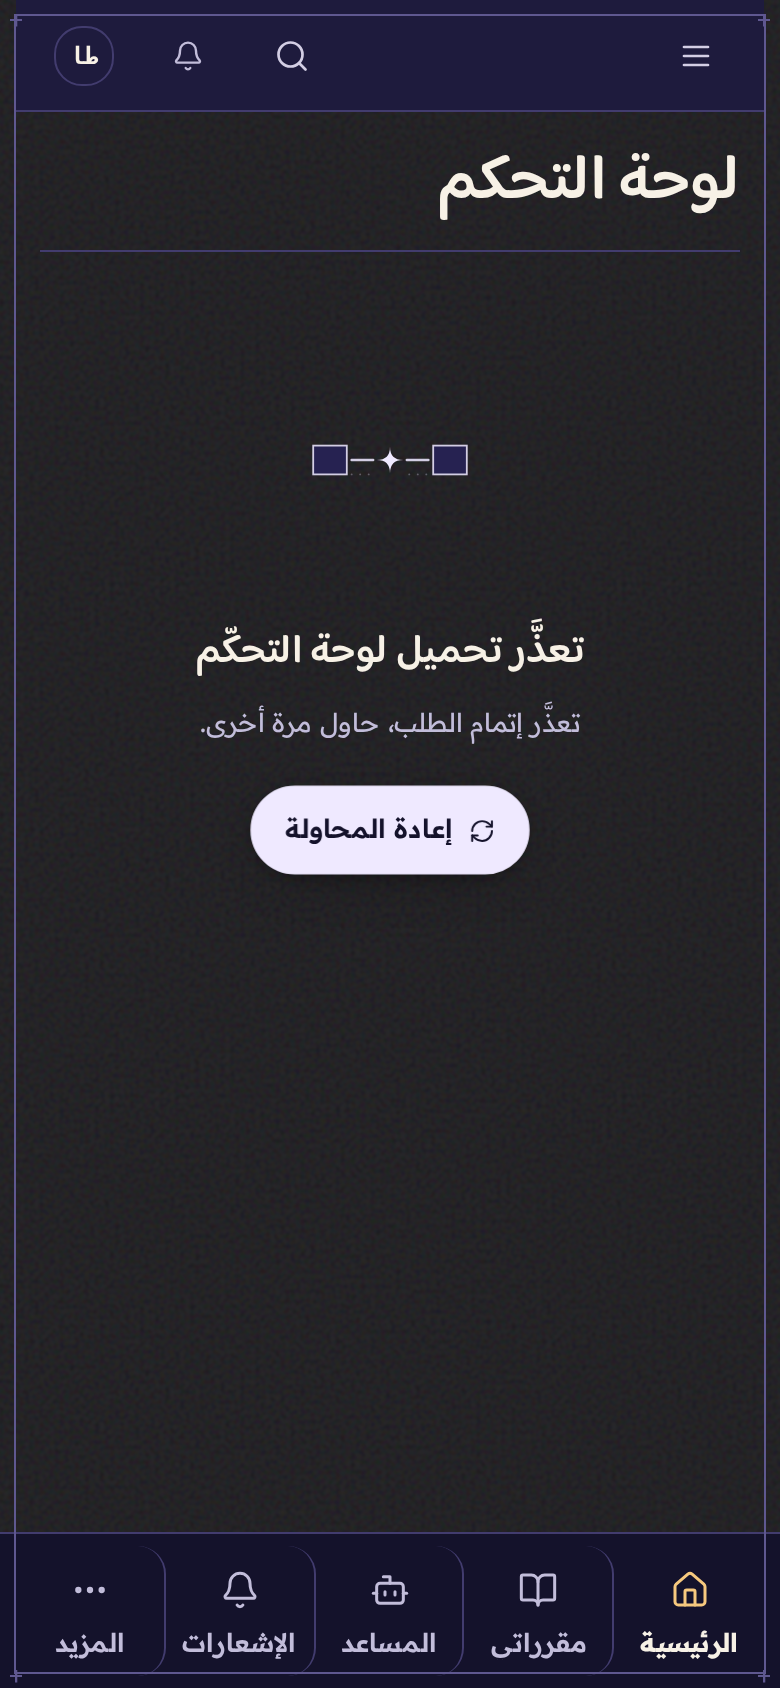 طا
لوحة التحكم
تعذَّر تحميل لوحة التحكّم
تعذَّر إتمام الطلب، حاول مرة أخرى.
إعادة المحاولة
الرئيسية
مقرراتي
المساعد
الإشعارات
المزيد